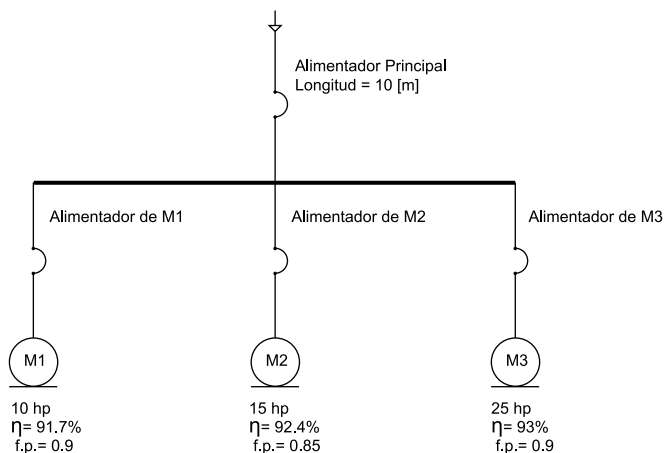 Alimentador Principal
Longitud = 10 [m]
Alimentador de M1
Alimentador de M2
Alimentador de M3
M1
M2
M3
10 hp
η= 91.7%
f.p.= 0.9
15 hp
η= 92.4%
f.p.= 0.85
25 hp
η= 93%
f.p.= 0.9